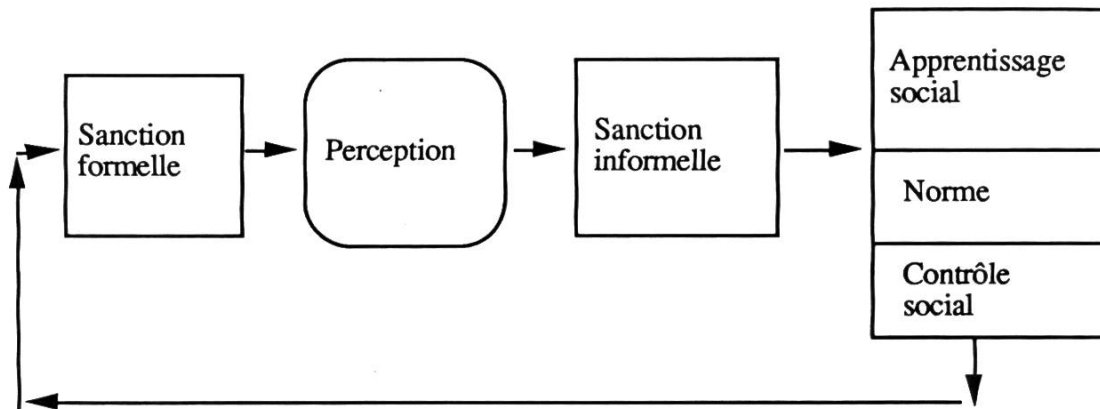 Sanction
formelle
Perception
Sanction
informelle
Apprentissage
social
Norme
Contrôle
social